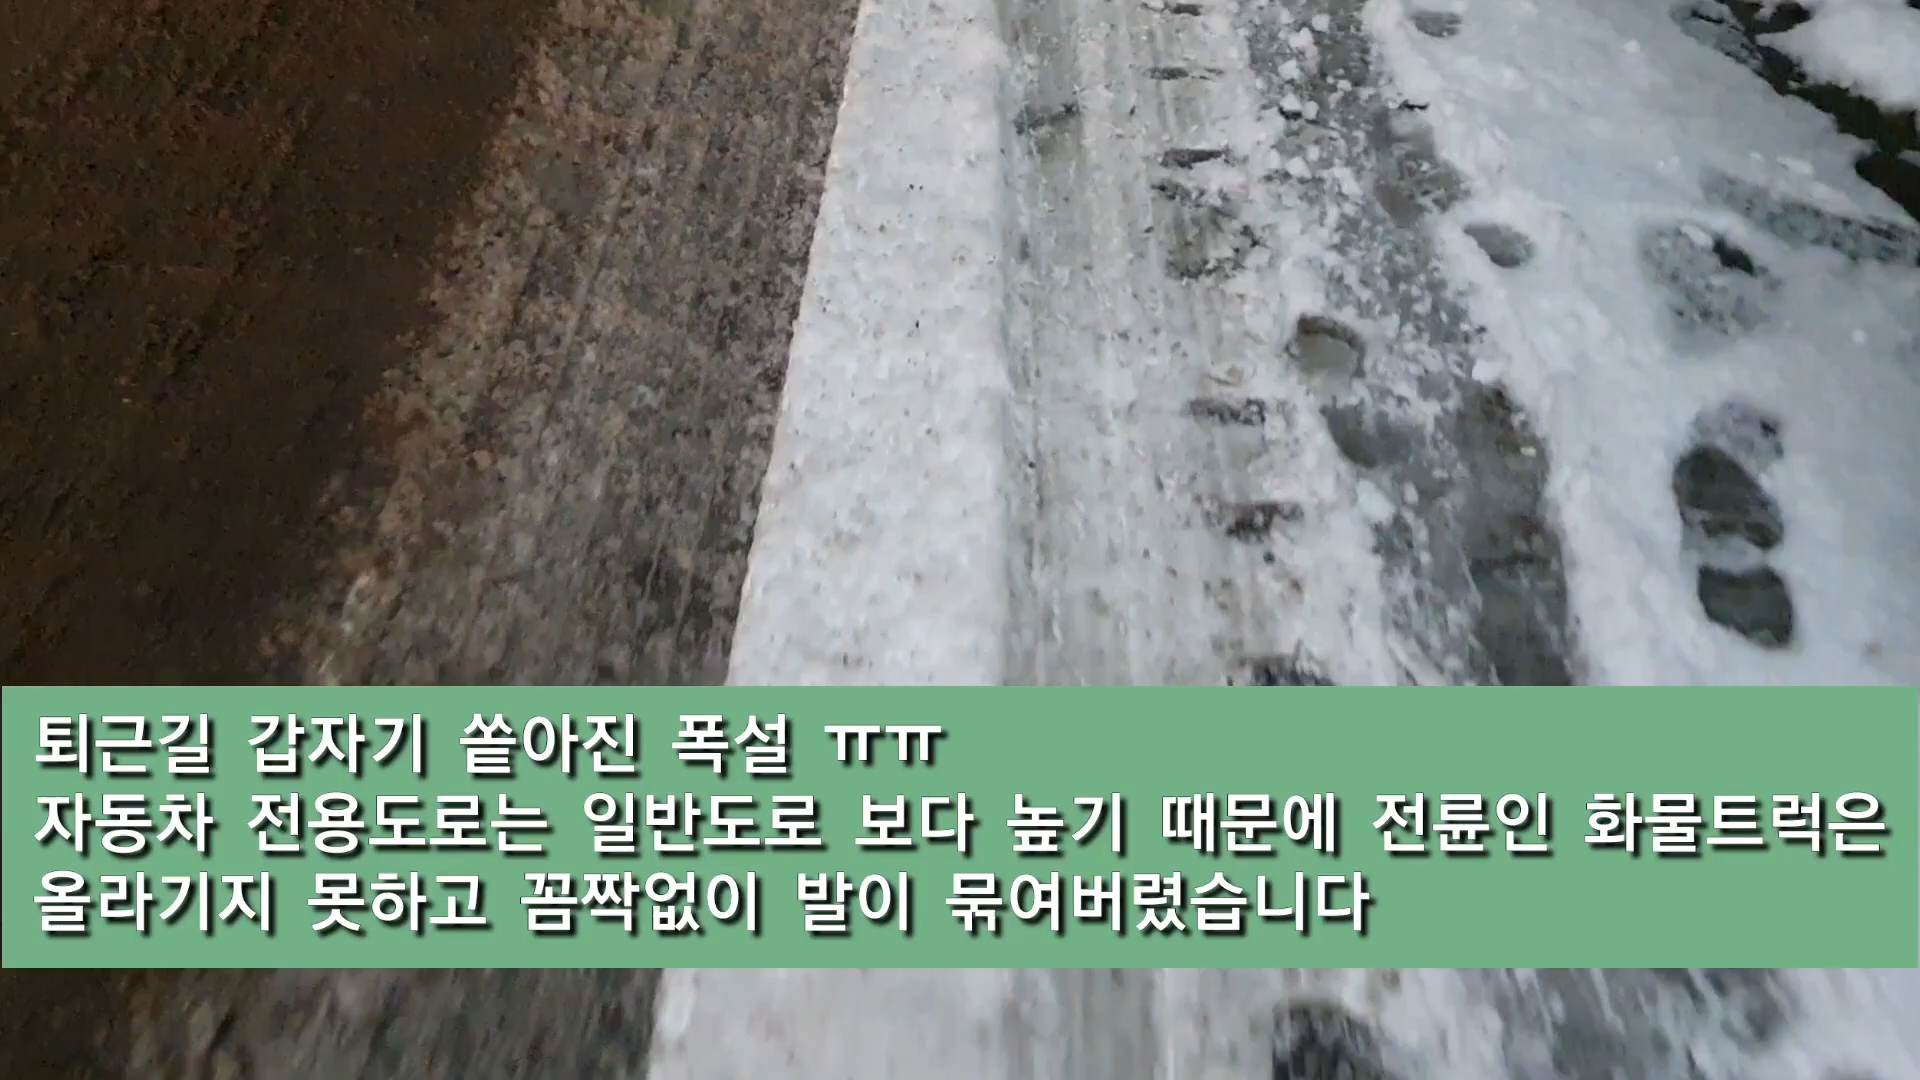 퇴근길 갑자기 쏟아진 폭설 ㅠㅠ
자동차 전용도로는 일반도로 보다 높기 때문에 전륜인 화물트럭은
올라기지 못하고 꼼짝없이 발이 묶여버렸습니다